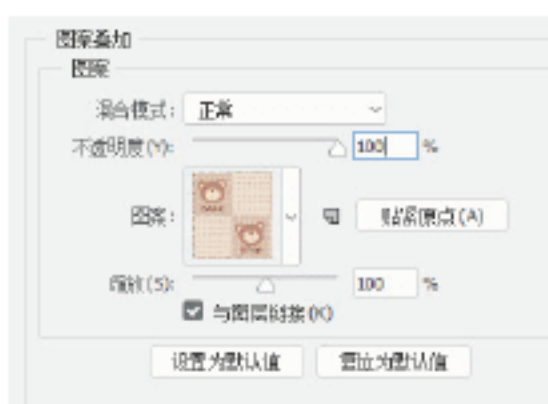 图案叠加
图案
混合模式: 正常
不透明度(Y): 100 %
图案: 贴紧原点(A)
缩放(S): 100 %
与图层链接(K)
设置为默认值 复位为默认值